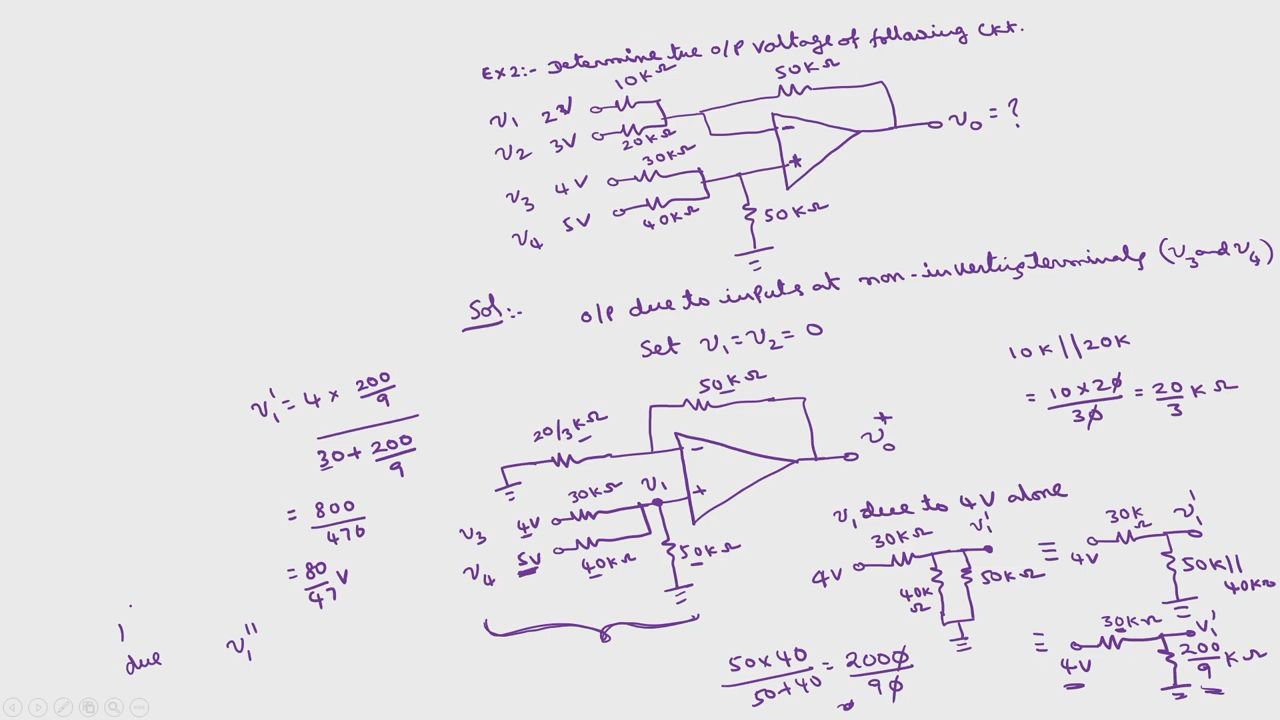 Ex2:- Determine the o/p voltage of following ckt.
10KΩ
50KΩ
v₁ 2V
v₂ 3V
20KΩ
30KΩ
v₃ 4V
v₄ 5V
40KΩ
50KΩ
-
+
v₀ = ?
Sol:- o/p due to inputs at non-inverting terminals (v₃ and v₄)
Set v₁ = v₂ = 0
10K||20K
= 10×20/30 = 20/3 KΩ
50KΩ
20/3 KΩ
-
+
v₀⁺
30KΩ
v₁
v₃ 4V
v₄ 5V
40KΩ
50KΩ
v₁' = 4 × 200/9
30 + 200/9
= 800/470
= 80/47 V
due v₁''
v₁ due to 4V alone
30KΩ v₁'
4V
40KΩ
50KΩ
≡ 30KΩ v₁'
4V
50K||
40KΩ
≡ 30KΩ v₁'
4V
200/9 KΩ
50×40/50+40 = 2000/90